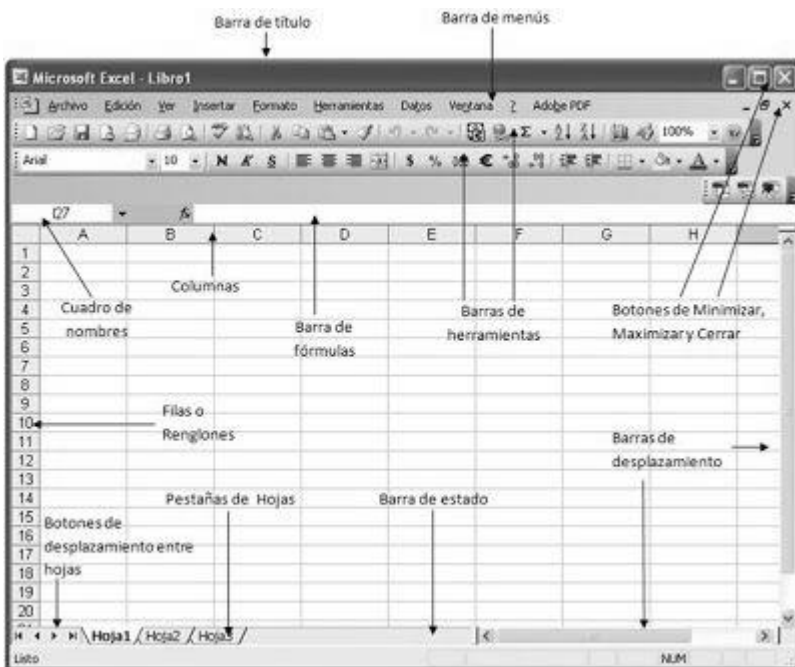 Barra de título
Barra de menús
Microsoft Excel - Libro1
Archivo Edición Ver Insertar Formato Herramientas Datos Ventana ? Adobe PDF
100%
Arial 10 N K S $ % 000 €
I27 fx
A B C D E F G H
1
2
3
Columnas
4
Cuadro de nombres
Barras de herramientas
Botones de Minimizar, Maximizar y Cerrar
5
Barra de fórmulas
6
7
8
9
Filas o Renglones
10
11
Barras de desplazamiento
12
13
14
Pestañas de Hojas
Barra de estado
15
Botones de desplazamiento entre hojas
16
17
18
19
20
Hoja1 Hoja2 Hoja3
Listo NUM